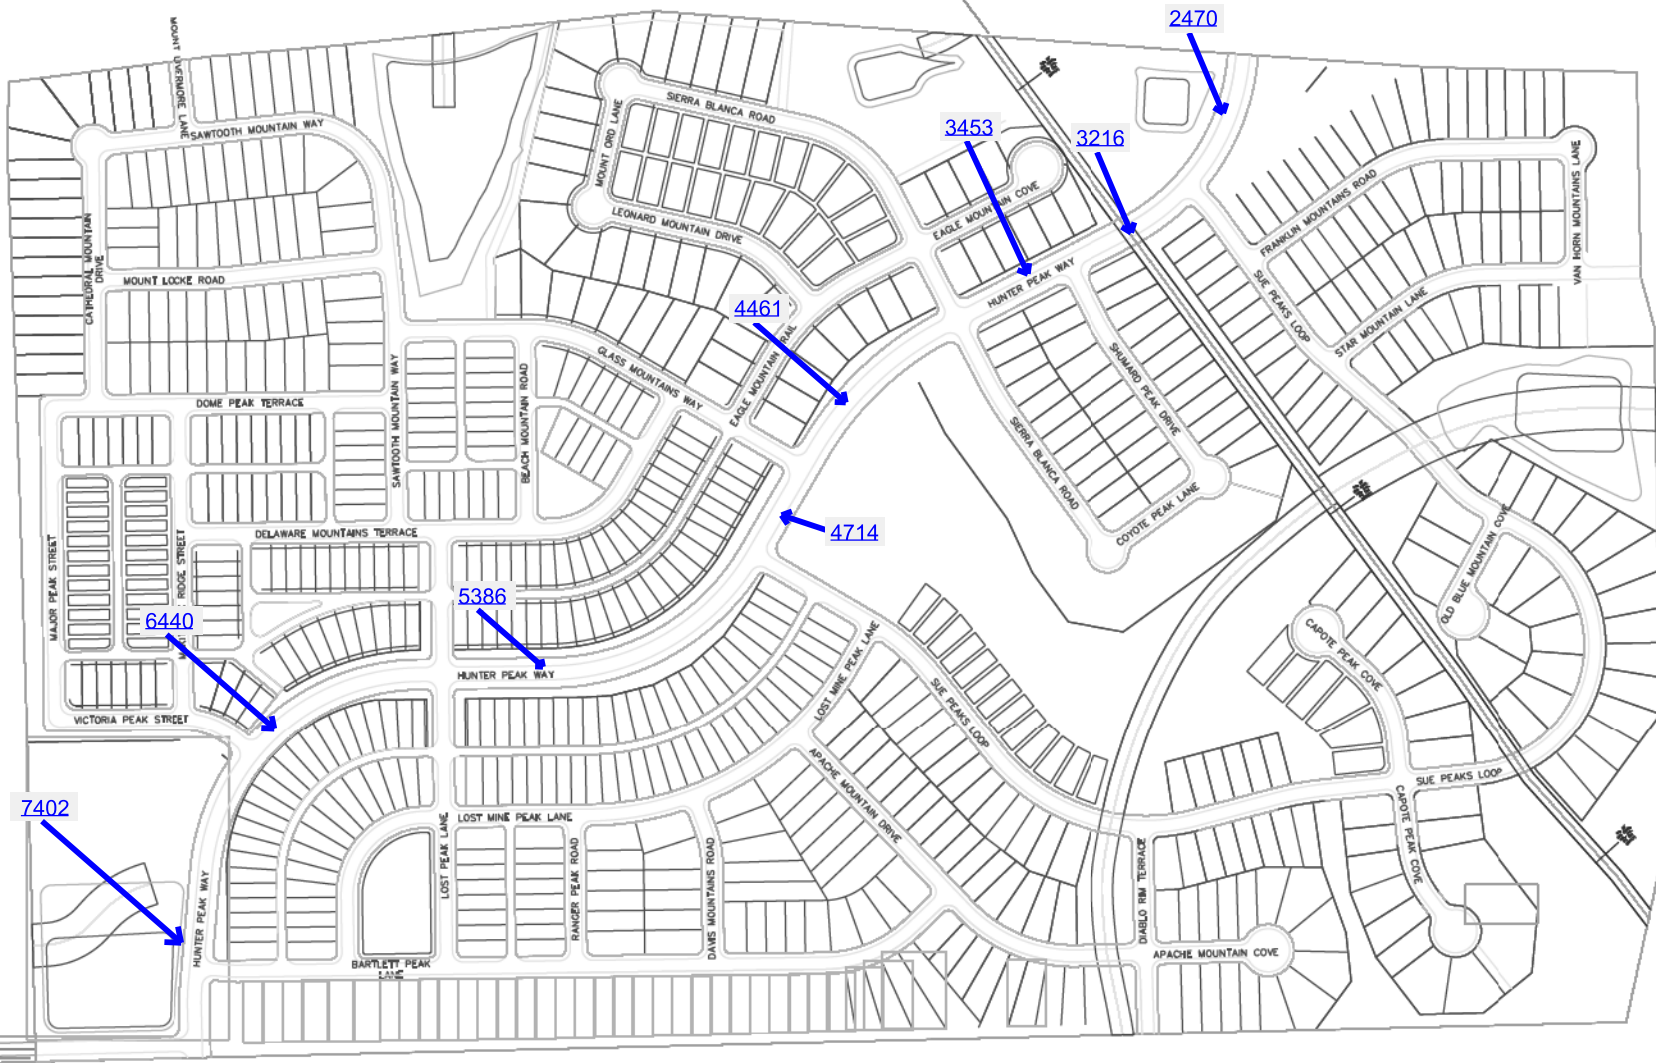 2470
MOUNT LIVERMORE LANE
SIERRA BLANCA ROAD
SAWTOOTH MOUNTAIN WAY
3453
3216
MOUNT ORD LANE
EAGLE MOUNTAIN COVE
FRANKLIN MOUNTAINS ROAD
VAN HORN MOUNTAINS LANE
LEONARD MOUNTAIN DRIVE
CATHEDRAL MOUNTAIN
DRIVE
MOUNT LOCKE ROAD
HUNTER PEAK WAY
SUE PEAKS LOOP
STAR MOUNTAIN LANE
4461
GLASS MOUNTAINS WAY
EAGLE MOUNTAIN TRAIL
SHUMARD PEAK DRIVE
DOME PEAK TERRACE
SAWTOOTH MOUNTAIN WAY
BEACH MOUNTAIN ROAD
SIERRA BLANCA ROAD
COYOTE PEAK LANE
DELAWARE MOUNTAINS TERRACE
4714
MAJOR PEAK STREET
RIDGE STREET
OLD BLUE MOUNTAIN COVE
5386
6440
CAPOTE PEAK COVE
HUNTER PEAK WAY
LOST MINE PEAK LANE
SUE PEAKS LOOP
VICTORIA PEAK STREET
APACHE MOUNTAIN DRIVE
SUE PEAKS LOOP
7402
LOST MINE PEAK LANE
LOST PEAK LANE
RANGER PEAK ROAD
DAVIS MOUNTAINS ROAD
DIABLO RIM TERRACE
CAPOTE PEAK COVE
HUNTER PEAK WAY
BARTLETT PEAK
LANE
APACHE MOUNTAIN COVE